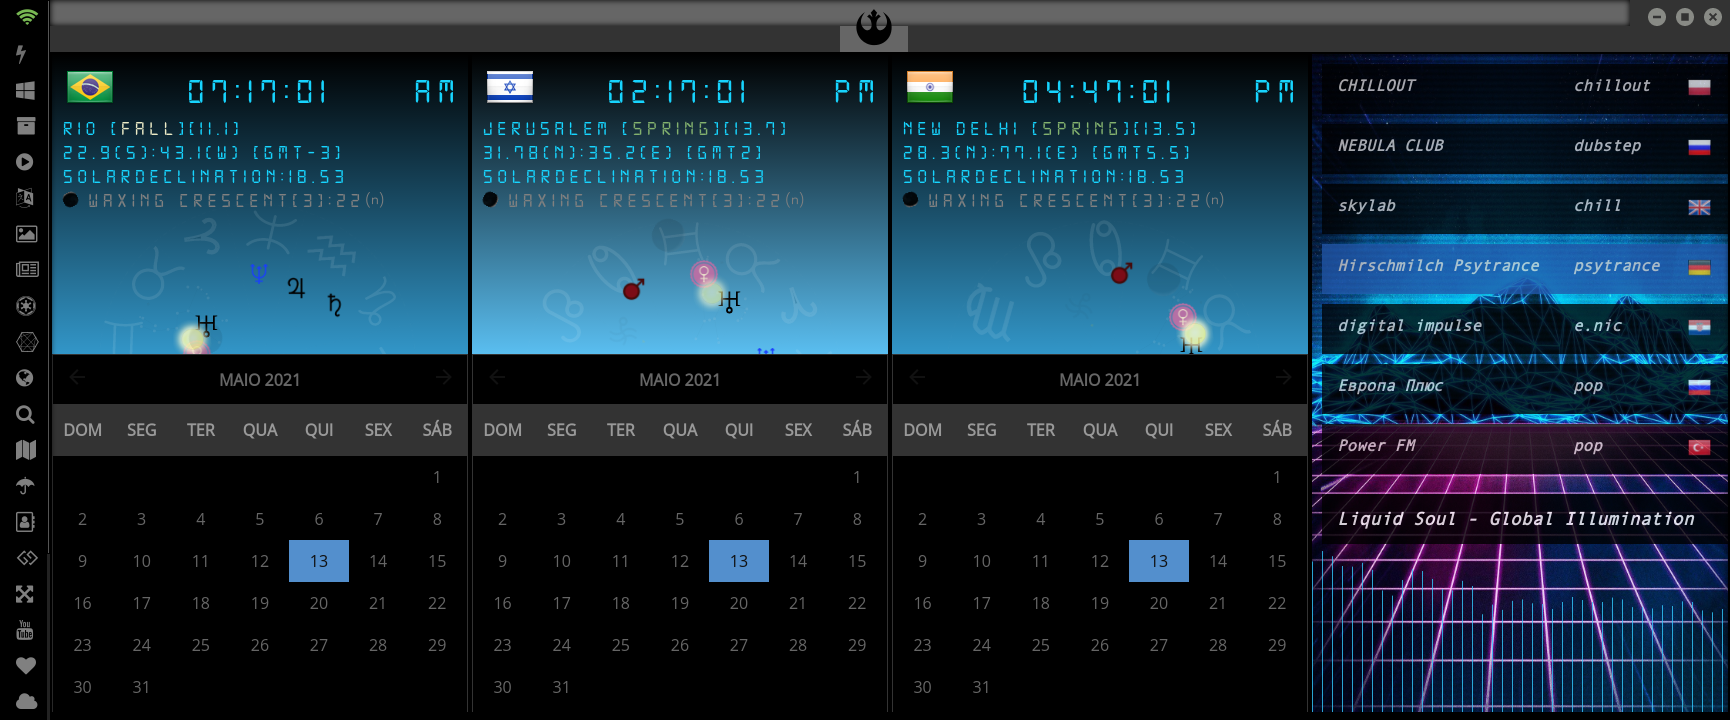 07:17:01 AM
RIO [FALL][11.1]
22.9(S):43.1(W) [GMT-3]
SOLARDECLINATION:18.53
WAXING CRESCENT[3]:22(n)
MAIO 2021
DOM SEG TER QUA QUI SEX SÁB
1
2 3 4 5 6 7 8
9 10 11 12 13 14 15
16 17 18 19 20 21 22
23 24 25 26 27 28 29
30 31
02:17:01 PM
JERUSALEM [SPRING][13.7]
31.78(N):35.2(E) [GMT2]
SOLARDECLINATION:18.53
WAXING CRESCENT[3]:22(n)
MAIO 2021
DOM SEG TER QUA QUI SEX SÁB
1
2 3 4 5 6 7 8
9 10 11 12 13 14 15
16 17 18 19 20 21 22
23 24 25 26 27 28 29
30 31
04:47:01 PM
NEW DELHI [SPRING][13.5]
28.3(N):77.1(E) [GMT5.5]
SOLARDECLINATION:18.53
WAXING CRESCENT[3]:22(n)
MAIO 2021
DOM SEG TER QUA QUI SEX SÁB
1
2 3 4 5 6 7 8
9 10 11 12 13 14 15
16 17 18 19 20 21 22
23 24 25 26 27 28 29
30 31
CHILLOUT chillout
NEBULA CLUB dubstep
skylab chill
Hirschmilch Psytrance psytrance
digital impulse e.nic
Европа Плюс pop
Power FM pop
Liquid Soul - Global Illumination
You
Tube